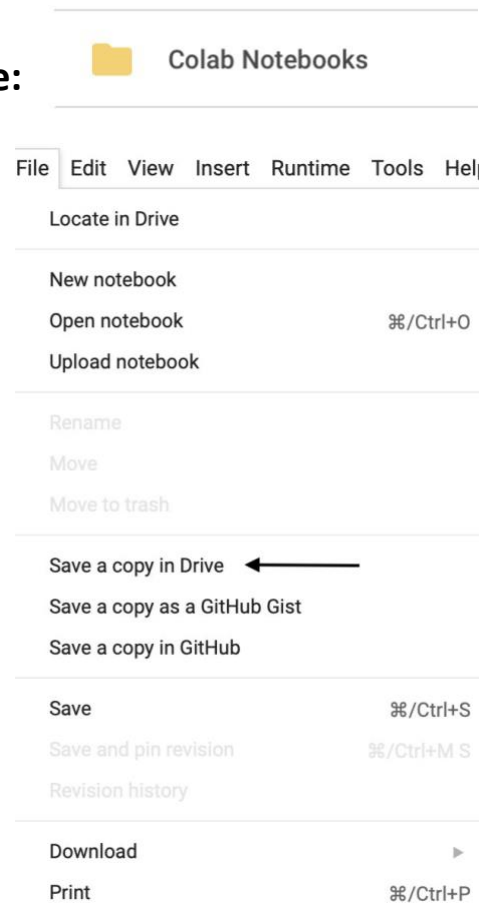 Colab Notebooks
e:
File Edit View Insert Runtime Tools Hel
Locate in Drive
New notebook
Open notebook ⌘/Ctrl+O
Upload notebook
Rename
Move
Move to trash
Save a copy in Drive
Save a copy as a GitHub Gist
Save a copy in GitHub
Save ⌘/Ctrl+S
Save and pin revision ⌘/Ctrl+M S
Revision history
Download
Print ⌘/Ctrl+P